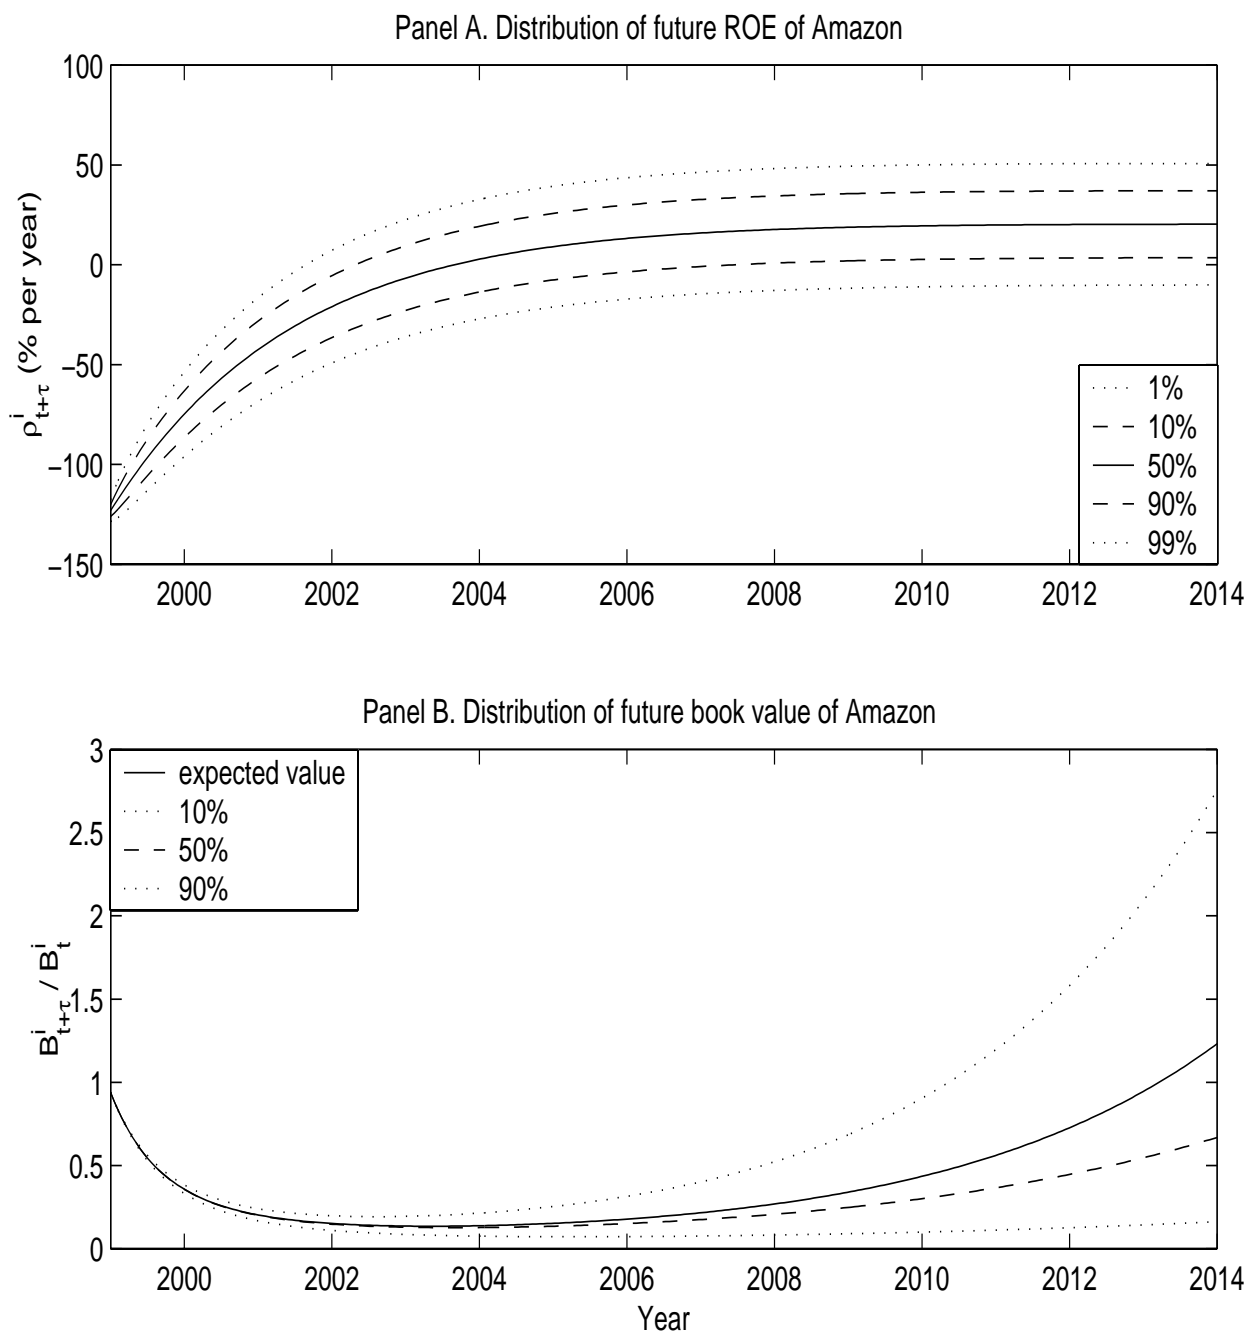 Panel A. Distribution of future ROE of Amazon
100
50
0
−50
−100
−150
ρ^i_{t+τ} (% per year)
1%
10%
50%
90%
99%
2000 2002 2004 2006 2008 2010 2012 2014
Panel B. Distribution of future book value of Amazon
3
2.5
2
1.5
1
0.5
0
B^i_{t+τ} / B^i_t
expected value
10%
50%
90%
2000 2002 2004 2006 2008 2010 2012 2014
Year